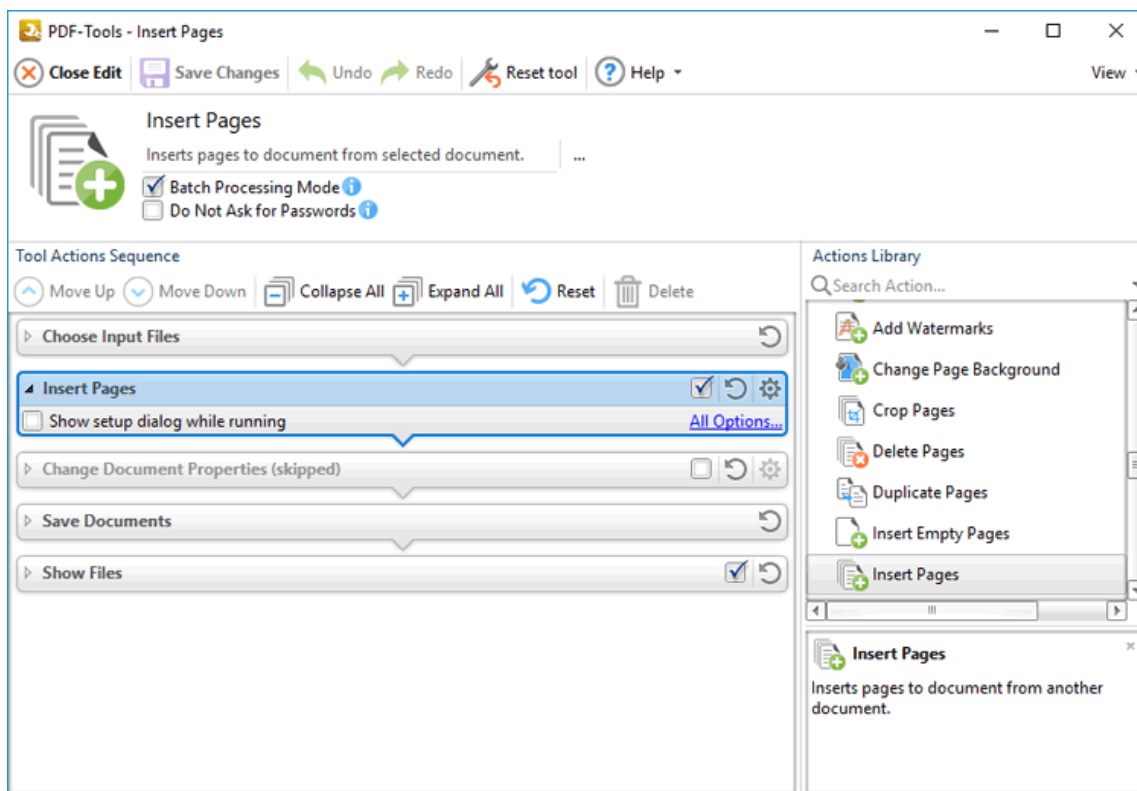 PDF-Tools - Insert Pages
Close Edit Save Changes Undo Redo Reset tool ? Help View
Insert Pages
Inserts pages to document from selected document. ...
Batch Processing Mode
Do Not Ask for Passwords
Tool Actions Sequence
Move Up Move Down Collapse All Expand All Reset Delete
Choose Input Files
Insert Pages
Show setup dialog while running All Options...
Change Document Properties (skipped)
Save Documents
Show Files
Actions Library
Search Action...
Add Watermarks
Change Page Background
Crop Pages
Delete Pages
Duplicate Pages
Insert Empty Pages
Insert Pages
Insert Pages
Inserts pages to document from another
document.